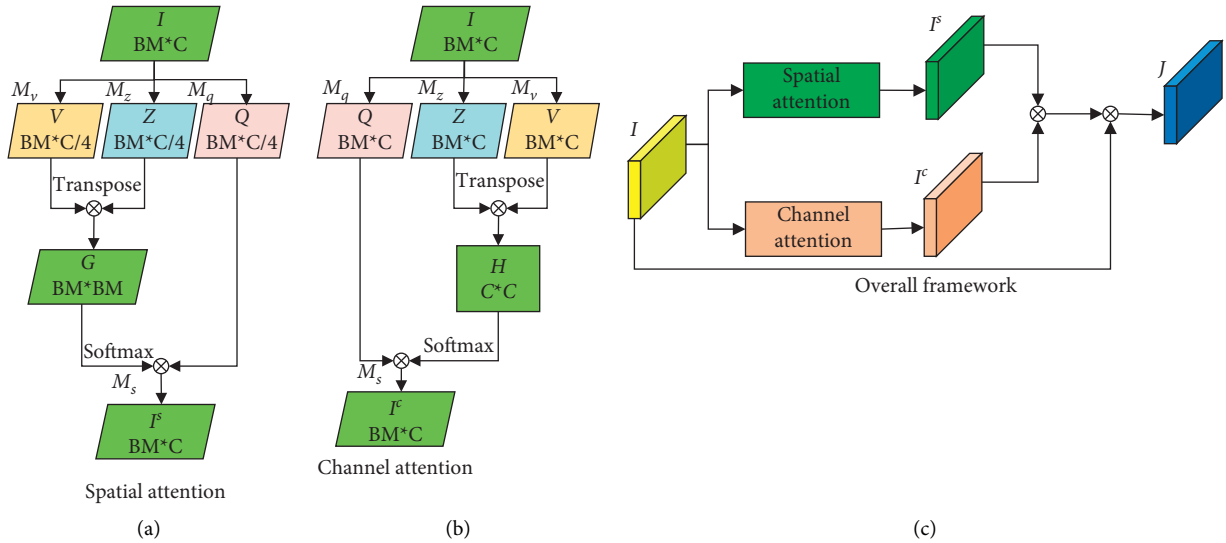 I
BM*C
M_v
M_z
M_q
V
BM*C/4
Z
BM*C/4
Q
BM*C/4
Transpose
G
BM*BM
Softmax
M_s
I^s
BM*C
Spatial attention
(a)
I
BM*C
M_q
M_z
M_v
Q
BM*C
Z
BM*C
V
BM*C
Transpose
H
C*C
Softmax
M_s
I^c
BM*C
Channel attention
(b)
I
Spatial
attention
I^s
Channel
attention
I^c
J
Overall framework
(c)